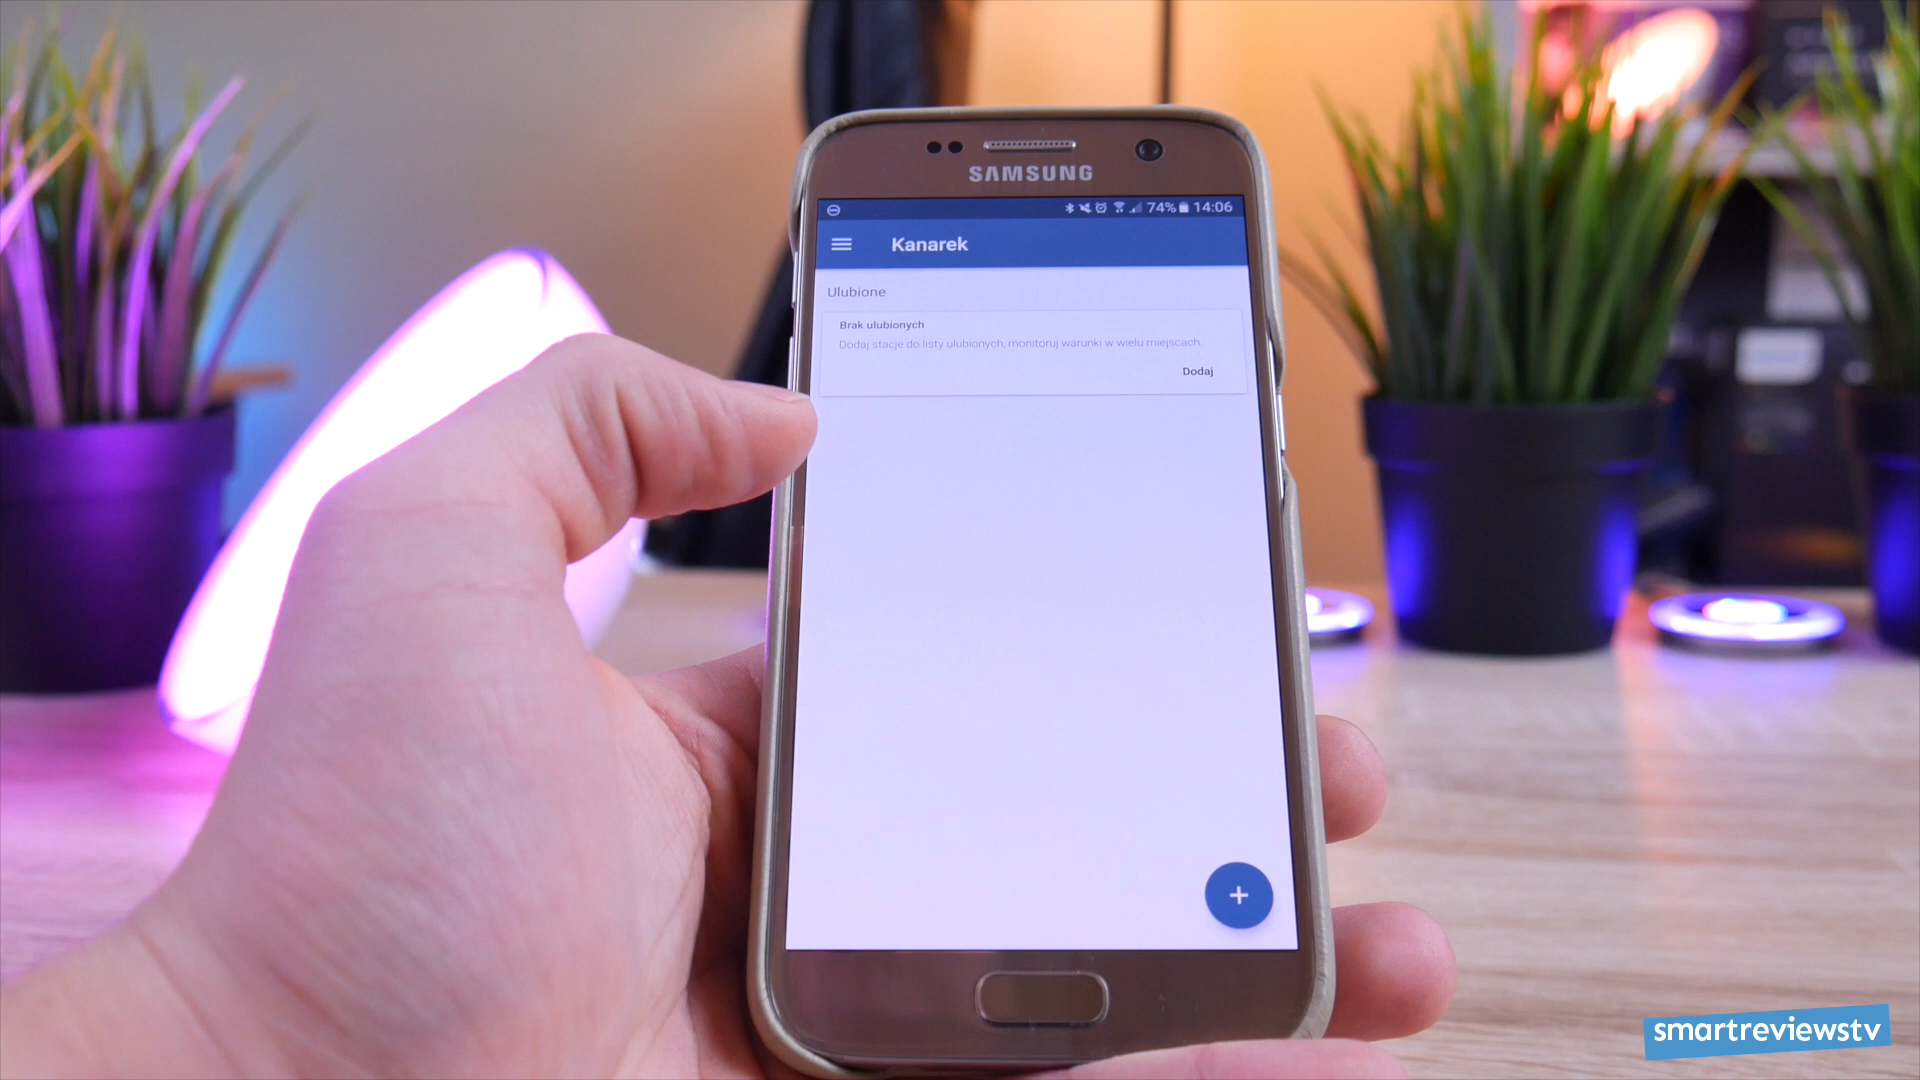 SAMSUNG
74% 14:06
Kanarek
Ulubione
Brak ulubionych
Dodaj stacje do listy ulubionych, monitoruj warunki w wielu miejscach.
Dodaj
+
smartreviewstv